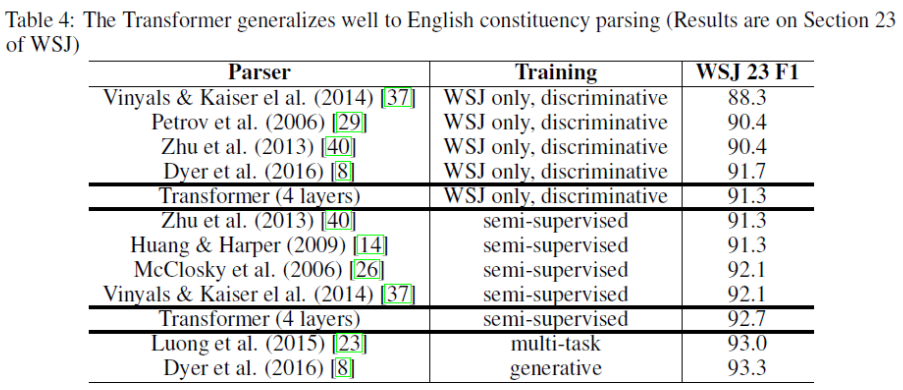 Table 4: The Transformer generalizes well to English constituency parsing (Results are on Section 23
of WSJ)
Parser Training WSJ 23 F1
Vinyals & Kaiser el al. (2014) [37] WSJ only, discriminative 88.3
Petrov et al. (2006) [29] WSJ only, discriminative 90.4
Zhu et al. (2013) [40] WSJ only, discriminative 90.4
Dyer et al. (2016) [8] WSJ only, discriminative 91.7
Transformer (4 layers) WSJ only, discriminative 91.3
Zhu et al. (2013) [40] semi-supervised 91.3
Huang & Harper (2009) [14] semi-supervised 91.3
McClosky et al. (2006) [26] semi-supervised 92.1
Vinyals & Kaiser el al. (2014) [37] semi-supervised 92.1
Transformer (4 layers) semi-supervised 92.7
Luong et al. (2015) [23] multi-task 93.0
Dyer et al. (2016) [8] generative 93.3